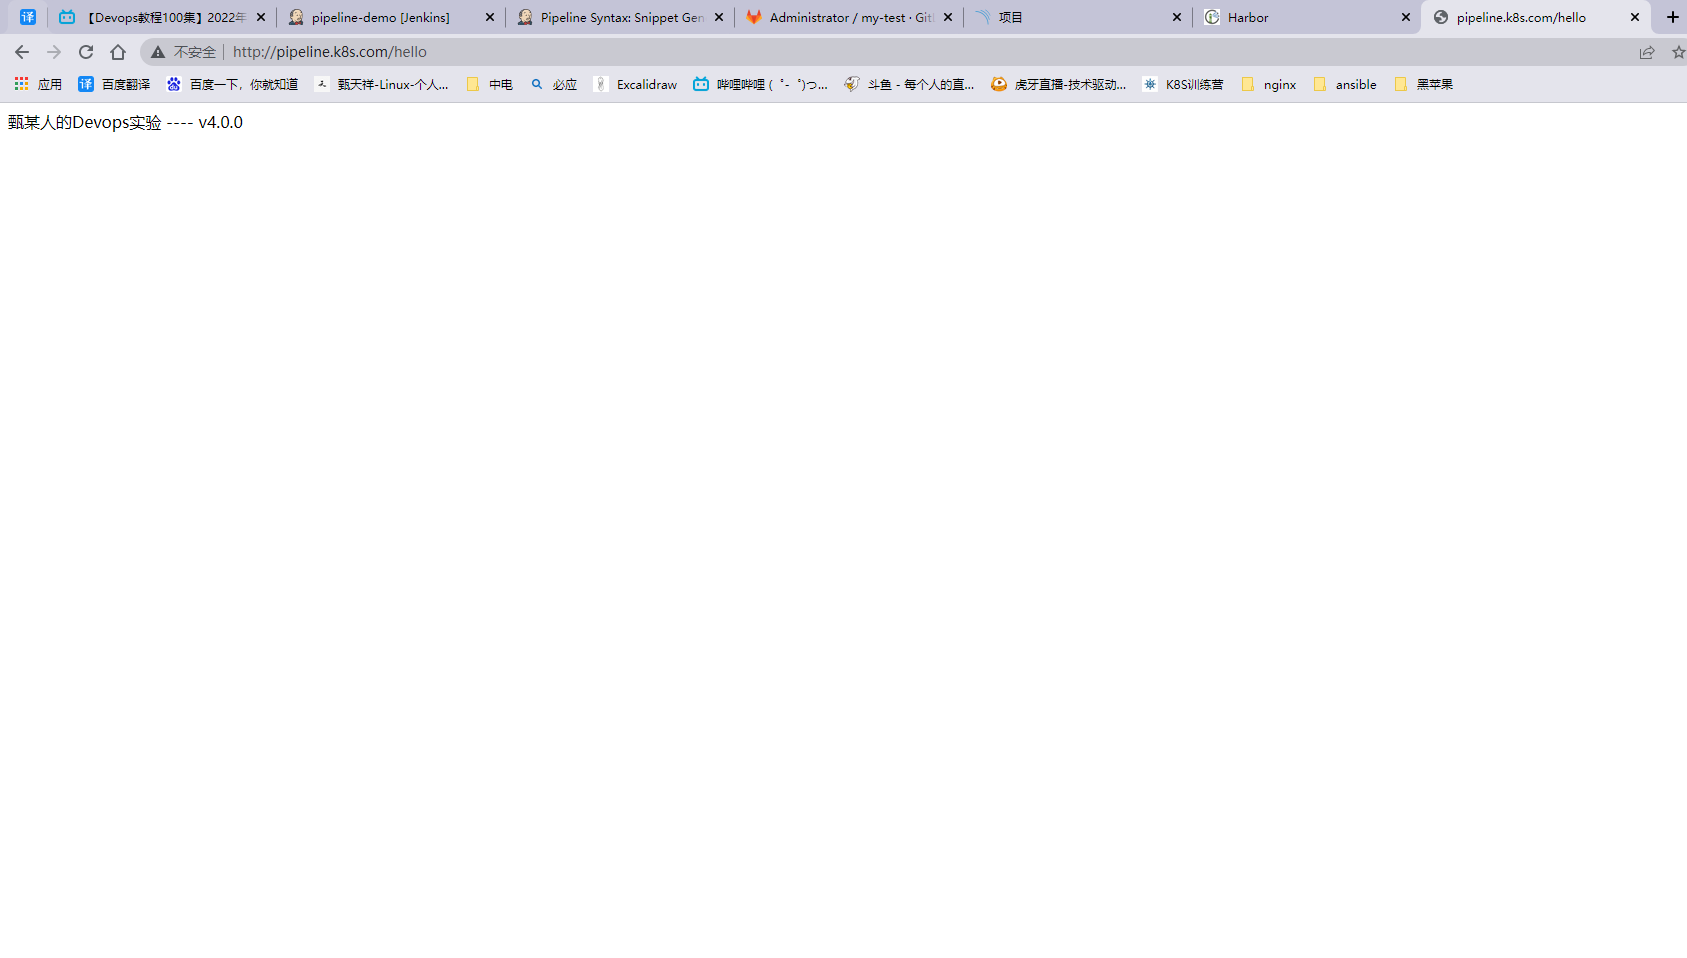 译 【Devops教程100集】2022年 pipeline-demo [Jenkins] Pipeline Syntax: Snippet Gen Administrator / my-test · Git 项目 Harbor pipeline.k8s.com/hello
不安全 http://pipeline.k8s.com/hello
应用 译 百度翻译 百度一下，你就知道 甄天祥-Linux-个人... 中电 必应 Excalidraw 哔哩哔哩 ( ゜- ゜)つ... 斗鱼 - 每个人的直... 虎牙直播-技术驱动... K8S训练营 nginx ansible 黑苹果
甄某人的Devops实验 ---- v4.0.0